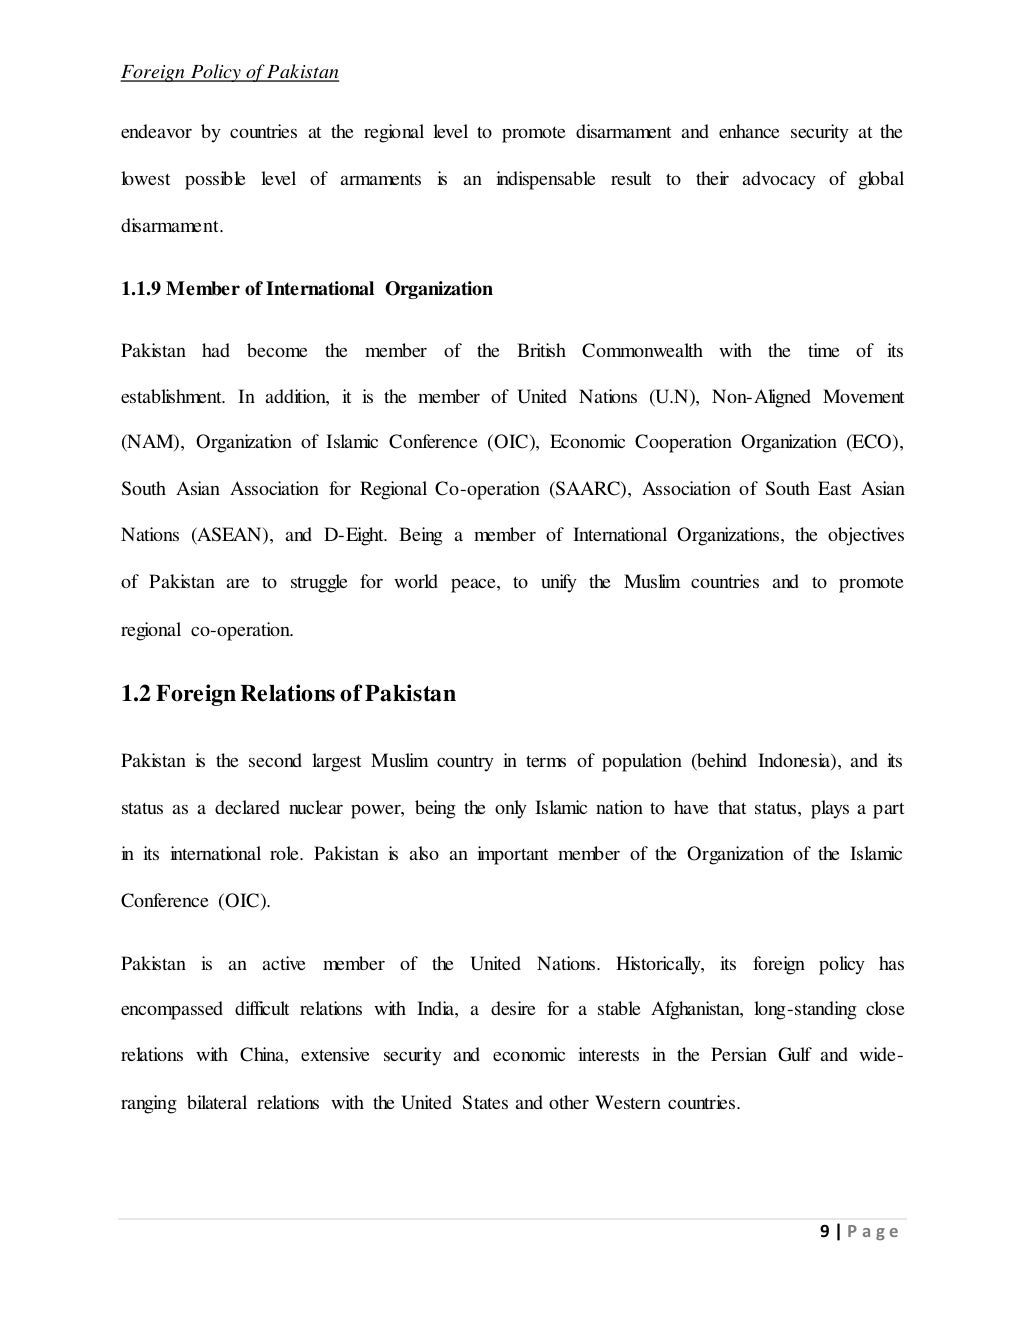 Foreign Policy of Pakistan
endeavor by countries at the regional level to promote disarmament and enhance security at the
lowest possible level of armaments is an indispensable result to their advocacy of global
disarmament.
1.1.9 Member of International Organization
Pakistan had become the member of the British Commonwealth with the time of its
establishment. In addition, it is the member of United Nations (U.N), Non-Aligned Movement
(NAM), Organization of Islamic Conference (OIC), Economic Cooperation Organization (ECO),
South Asian Association for Regional Co-operation (SAARC), Association of South East Asian
Nations (ASEAN), and D-Eight. Being a member of International Organizations, the objectives
of Pakistan are to struggle for world peace, to unify the Muslim countries and to promote
regional co-operation.
1.2 Foreign Relations of Pakistan
Pakistan is the second largest Muslim country in terms of population (behind Indonesia), and its
status as a declared nuclear power, being the only Islamic nation to have that status, plays a part
in its international role. Pakistan is also an important member of the Organization of the Islamic
Conference (OIC).
Pakistan is an active member of the United Nations. Historically, its foreign policy has
encompassed difficult relations with India, a desire for a stable Afghanistan, long-standing close
relations with China, extensive security and economic interests in the Persian Gulf and wide-
ranging bilateral relations with the United States and other Western countries.
9 | Page